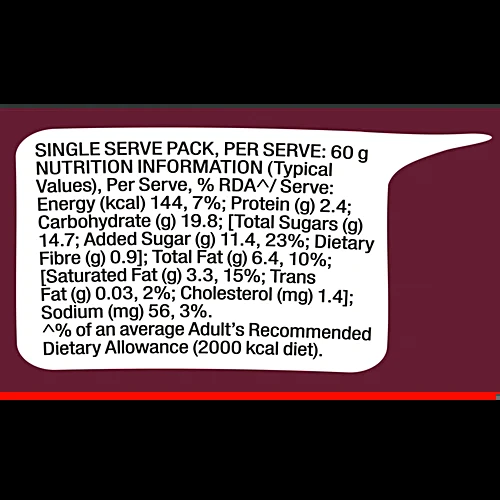 SINGLE SERVE PACK, PER SERVE: 60 g
NUTRITION INFORMATION (Typical
Values), Per Serve, % RDA^/ Serve:
Energy (kcal) 144, 7%; Protein (g) 2.4;
Carbohydrate (g) 19.8; [Total Sugars (g)
14.7; Added Sugar (g) 11.4, 23%; Dietary
Fibre (g) 0.9]; Total Fat (g) 6.4, 10%;
[Saturated Fat (g) 3.3, 15%; Trans
Fat (g) 0.03, 2%; Cholesterol (mg) 1.4];
Sodium (mg) 56, 3%.
^% of an average Adult's Recommended
Dietary Allowance (2000 kcal diet).